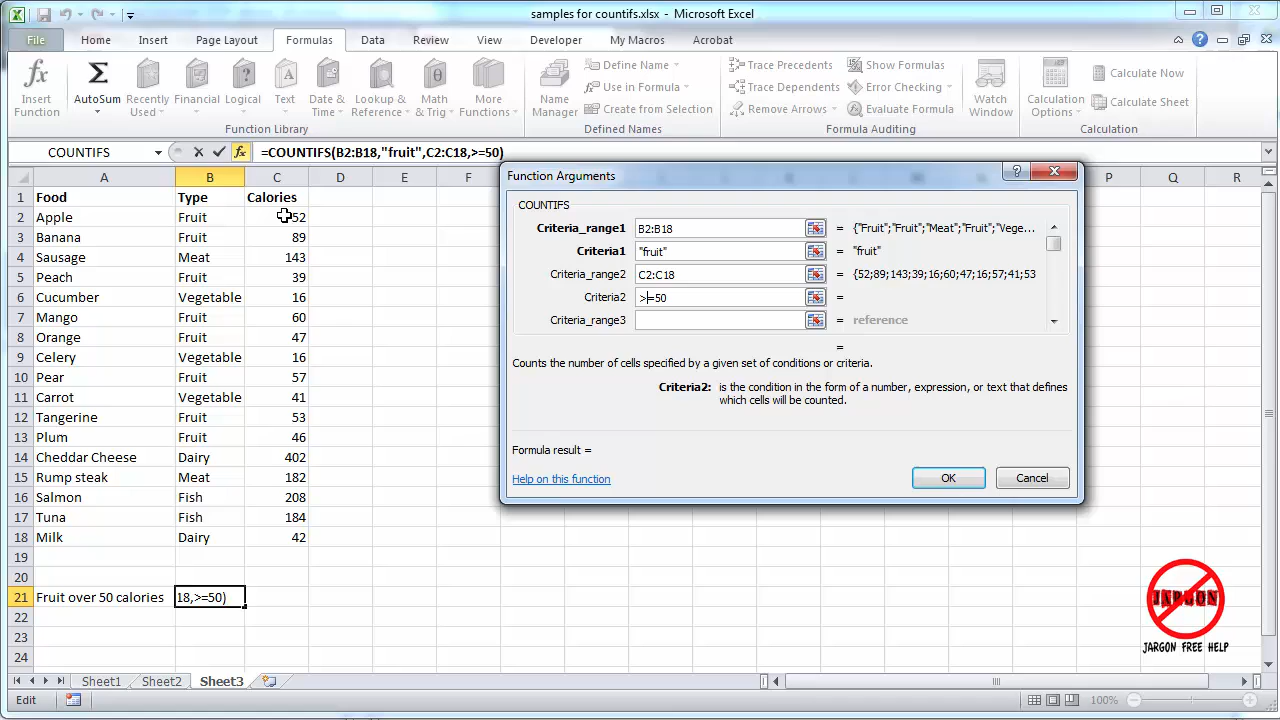 samples for countifs.xlsx - Microsoft Excel
File Home Insert Page Layout Formulas Data Review View Developer My Macros Acrobat
Insert Function
AutoSum
Recently Used
Financial
Logical
Text
Date & Time
Lookup & Reference
Math & Trig
More Functions
Function Library
Name Manager
Define Name
Use in Formula
Create from Selection
Defined Names
Trace Precedents
Trace Dependents
Remove Arrows
Show Formulas
Error Checking
Evaluate Formula
Formula Auditing
Watch Window
Calculation Options
Calculate Now
Calculate Sheet
Calculation
COUNTIFS fx =COUNTIFS(B2:B18,"fruit",C2:C18,>=50)
A B C D E F P Q R
1 Food Type Calories
2 Apple Fruit 52
3 Banana Fruit 89
4 Sausage Meat 143
5 Peach Fruit 39
6 Cucumber Vegetable 16
7 Mango Fruit 60
8 Orange Fruit 47
9 Celery Vegetable 16
10 Pear Fruit 57
11 Carrot Vegetable 41
12 Tangerine Fruit 53
13 Plum Fruit 46
14 Cheddar Cheese Dairy 402
15 Rump steak Meat 182
16 Salmon Fish 208
17 Tuna Fish 184
18 Milk Dairy 42
19
20
21 Fruit over 50 calories 18,>=50)
22
23
24
Function Arguments
COUNTIFS
Criteria_range1 B2:B18 = {"Fruit";"Fruit";"Meat";"Fruit";"Vege...
Criteria1 "fruit" = "fruit"
Criteria_range2 C2:C18 = {52;89;143;39;16;60;47;16;57;41;53
Criteria2 >=50 =
Criteria_range3 = reference
=
Counts the number of cells specified by a given set of conditions or criteria.
Criteria2: is the condition in the form of a number, expression, or text that defines
which cells will be counted.
Formula result =
Help on this function
OK Cancel
JARGON
JARGON FREE HELP
Sheet1 Sheet2 Sheet3
Edit 100%